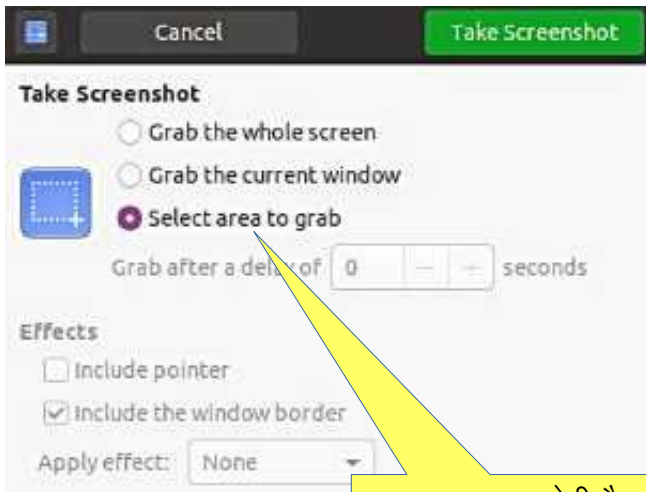 Cancel Take Screenshot
Take Screenshot
Grab the whole screen
Grab the current window
Select area to grab
Grab after a delay of 0 - + seconds
Effects
Include pointer
Include the window border
Apply effect: None